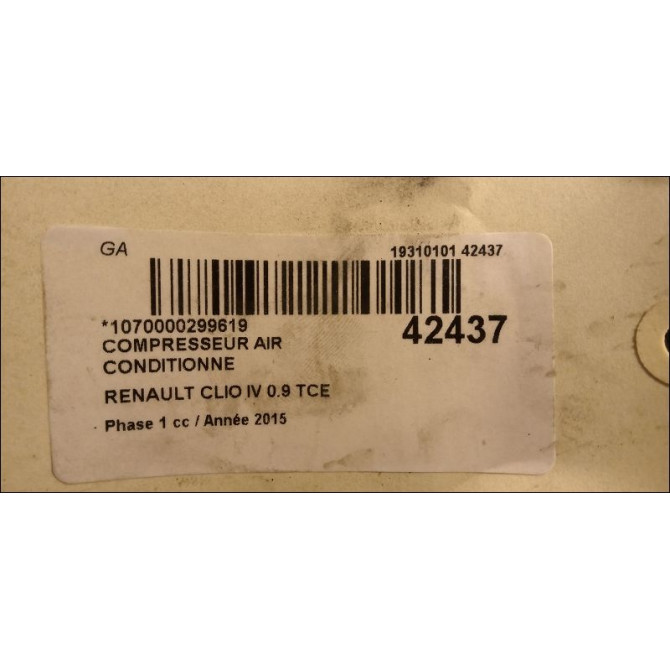 GA
19310101 42437
*1070000299619
42437
COMPRESSEUR AIR
CONDITIONNE
RENAULT CLIO IV 0.9 TCE
Phase 1 cc / Année 2015